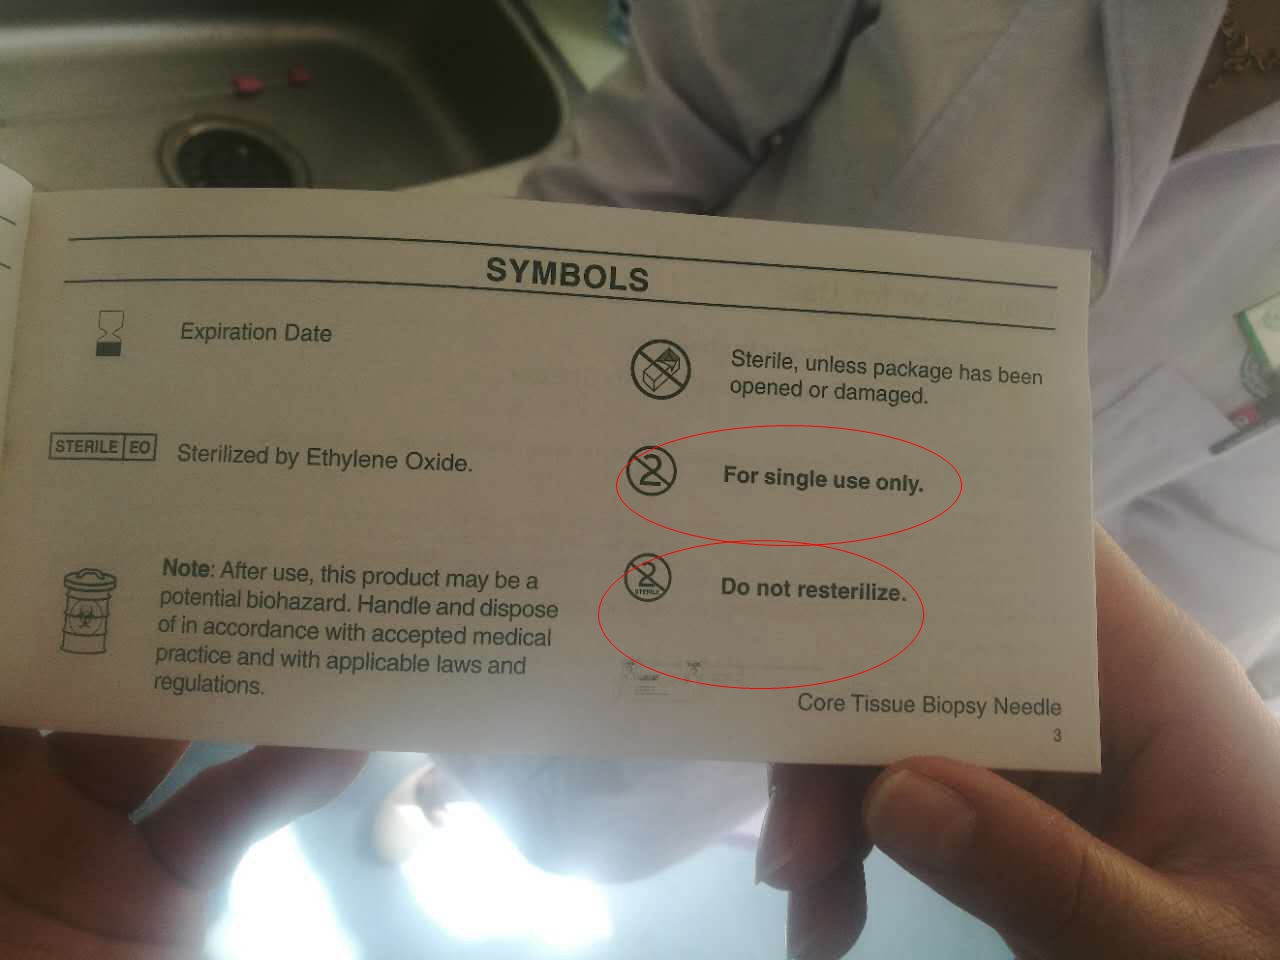 SYMBOLS
Expiration Date
STERILE EO
Sterilized by Ethylene Oxide.
Note: After use, this product may be a
potential biohazard. Handle and dispose
of in accordance with accepted medical
practice and with applicable laws and
regulations.
Sterile, unless package has been
opened or damaged.
2
For single use only.
2
STERILE
Do not resterilize.
Core Tissue Biopsy Needle
3